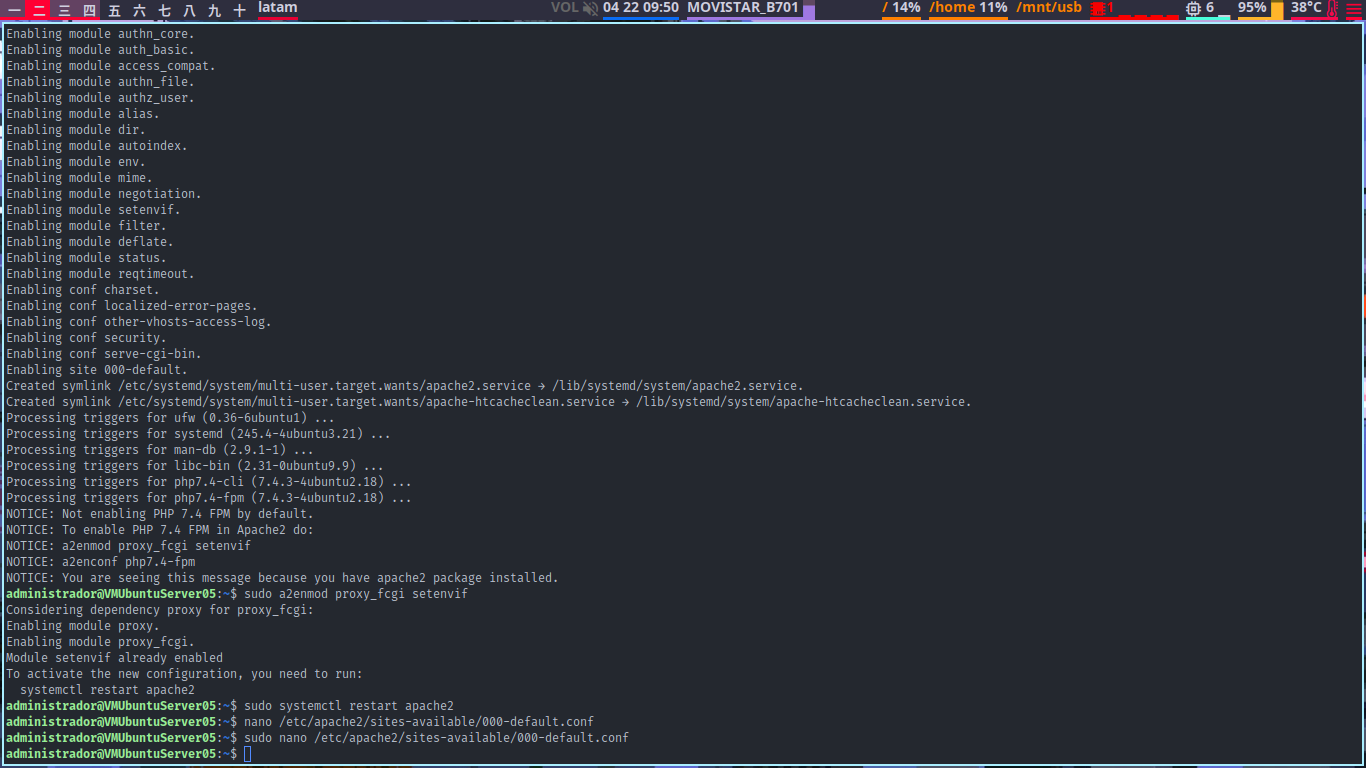 一 二 三 四 五 六 七 八 九 十 latam VOL 04 22 09:50 MOVISTAR_B701 / 14% /home 11% /mnt/usb 1 6 95% 38°C
Enabling module authn_core.
Enabling module auth_basic.
Enabling module access_compat.
Enabling module authn_file.
Enabling module authz_user.
Enabling module alias.
Enabling module dir.
Enabling module autoindex.
Enabling module env.
Enabling module mime.
Enabling module negotiation.
Enabling module setenvif.
Enabling module filter.
Enabling module deflate.
Enabling module status.
Enabling module reqtimeout.
Enabling conf charset.
Enabling conf localized-error-pages.
Enabling conf other-vhosts-access-log.
Enabling conf security.
Enabling conf serve-cgi-bin.
Enabling site 000-default.
Created symlink /etc/systemd/system/multi-user.target.wants/apache2.service → /lib/systemd/system/apache2.service.
Created symlink /etc/systemd/system/multi-user.target.wants/apache-htcacheclean.service → /lib/systemd/system/apache-htcacheclean.service.
Processing triggers for ufw (0.36-6ubuntu1) ...
Processing triggers for systemd (245.4-4ubuntu3.21) ...
Processing triggers for man-db (2.9.1-1) ...
Processing triggers for libc-bin (2.31-0ubuntu9.9) ...
Processing triggers for php7.4-cli (7.4.3-4ubuntu2.18) ...
Processing triggers for php7.4-fpm (7.4.3-4ubuntu2.18) ...
NOTICE: Not enabling PHP 7.4 FPM by default.
NOTICE: To enable PHP 7.4 FPM in Apache2 do:
NOTICE: a2enmod proxy_fcgi setenvif
NOTICE: a2enconf php7.4-fpm
NOTICE: You are seeing this message because you have apache2 package installed.
administrador@VMUbuntuServer05:~$ sudo a2enmod proxy_fcgi setenvif
Considering dependency proxy for proxy_fcgi:
Enabling module proxy.
Enabling module proxy_fcgi.
Module setenvif already enabled
To activate the new configuration, you need to run:
  systemctl restart apache2
administrador@VMUbuntuServer05:~$ sudo systemctl restart apache2
administrador@VMUbuntuServer05:~$ nano /etc/apache2/sites-available/000-default.conf
administrador@VMUbuntuServer05:~$ sudo nano /etc/apache2/sites-available/000-default.conf
administrador@VMUbuntuServer05:~$